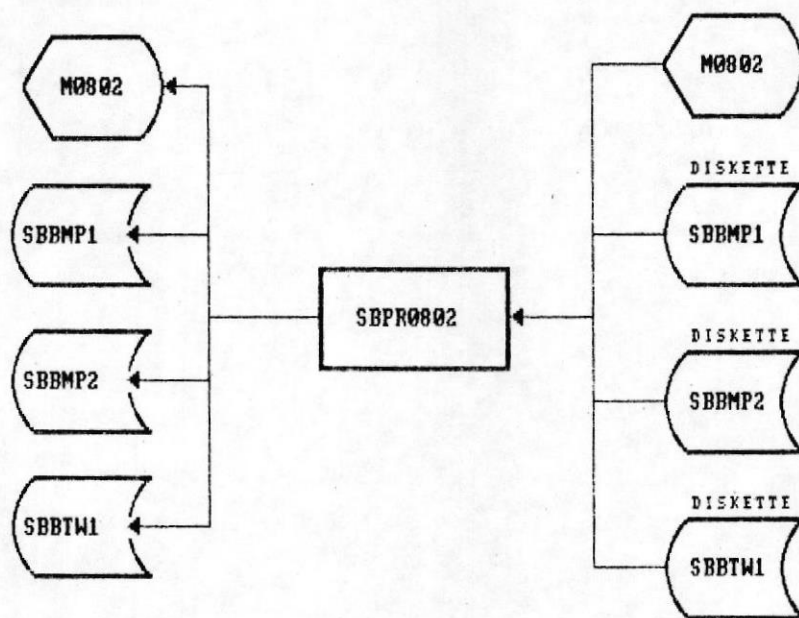 M0802
SBBMP1
SBBMP2
SBBTW1
SBPR0802
M0802
DISKETTE
SBBMP1
DISKETTE
SBBMP2
DISKETTE
SBBTW1